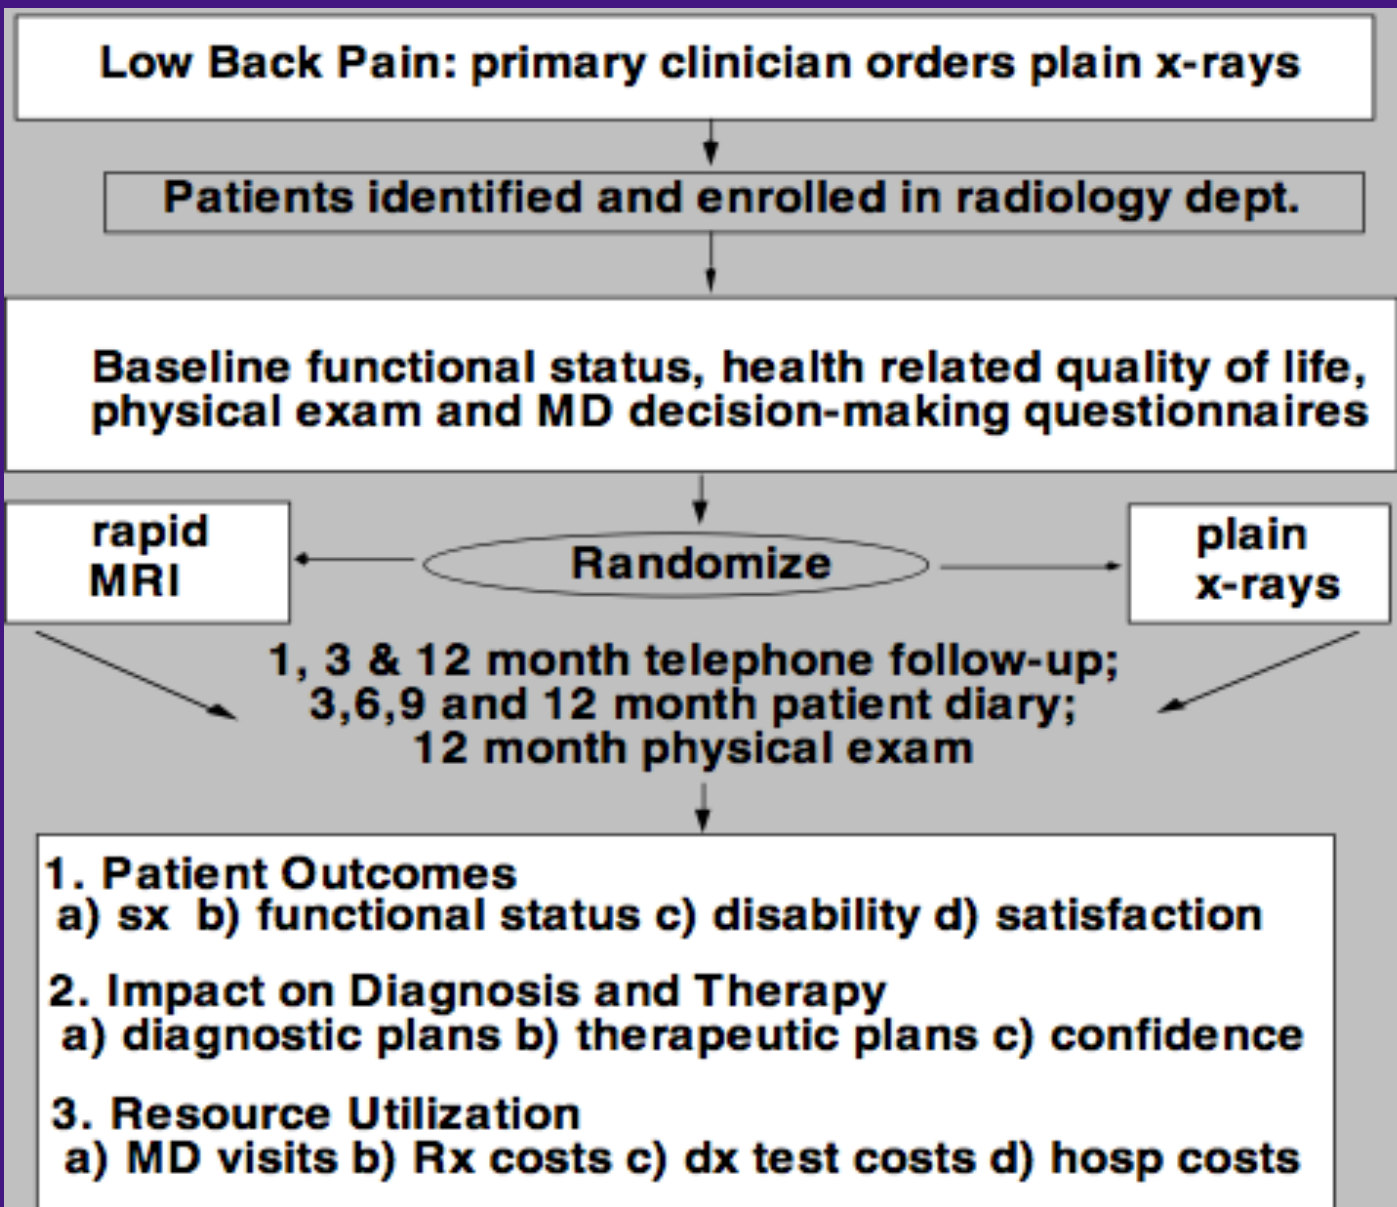 Low Back Pain: primary clinician orders plain x-rays
Patients identified and enrolled in radiology dept.
Baseline functional status, health related quality of life,
physical exam and MD decision-making questionnaires
rapid
MRI
Randomize
plain
x-rays
1, 3 & 12 month telephone follow-up;
3,6,9 and 12 month patient diary;
12 month physical exam
1. Patient Outcomes
a) sx b) functional status c) disability d) satisfaction
2. Impact on Diagnosis and Therapy
a) diagnostic plans b) therapeutic plans c) confidence
3. Resource Utilization
a) MD visits b) Rx costs c) dx test costs d) hosp costs